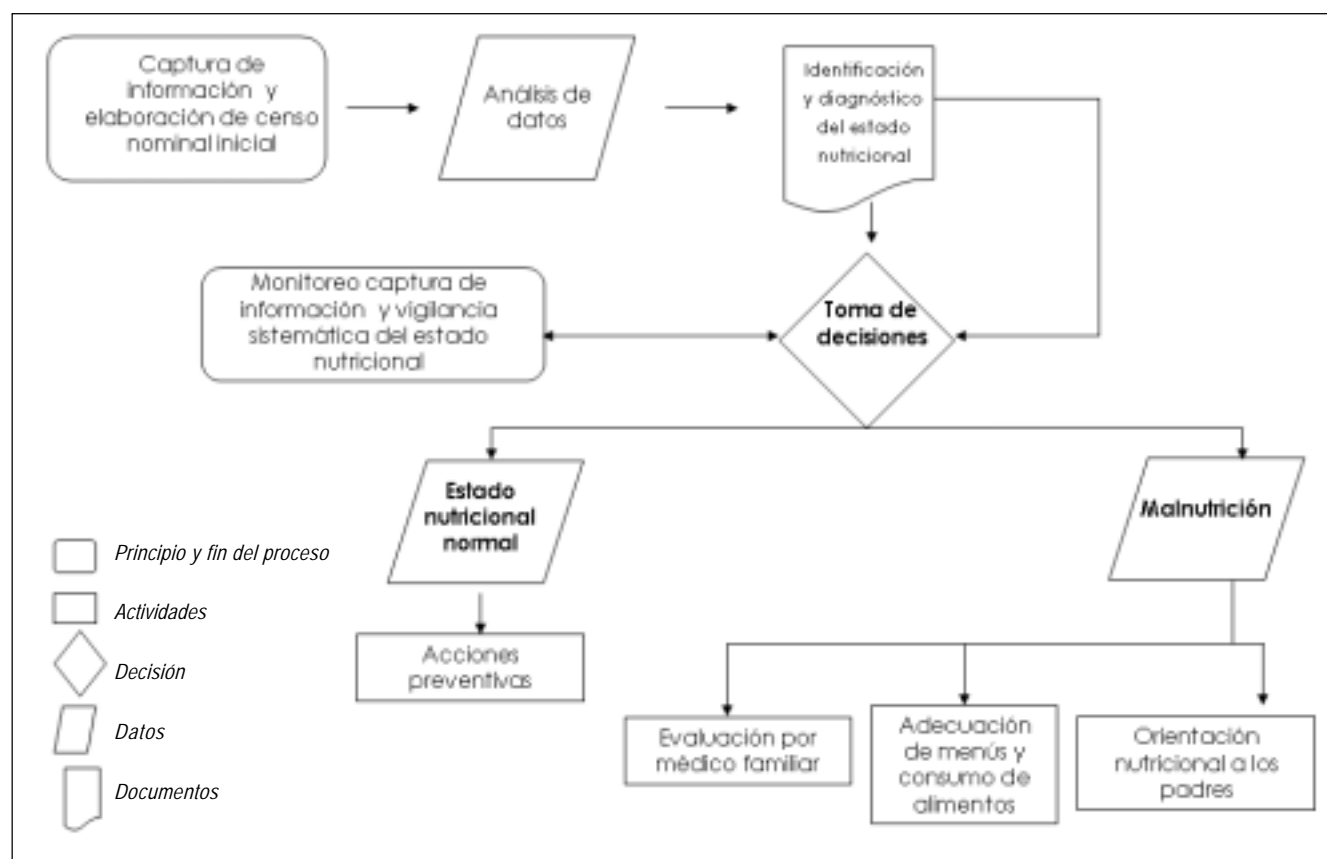 Captura de
información y
elaboración de censo
nominal inicial
Análisis de
datos
Identificación
y diagnóstico
del estado
nutricional
Monitoreo captura de
información y vigilancia
sistemática del estado
nutricional
Toma de
decisiones
Estado
nutricional
normal
Malnutrición
Acciones
preventivas
Evaluación por
médico familiar
Adecuación
de menús y
consumo de
alimentos
Orientación
nutricional a los
padres
Principio y fin del proceso
Actividades
Decisión
Datos
Documentos